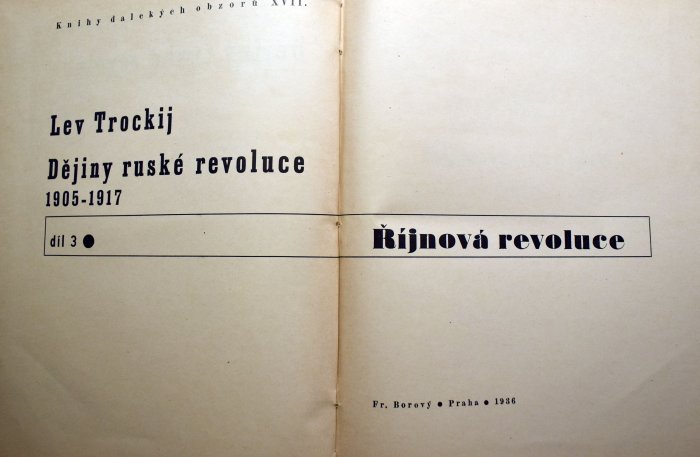 Knihy dalekých obzorů XVII.
Lev Trockij
Dějiny ruské revoluce
1905-1917
díl 3 ●
Říjnová revoluce
Fr. Borový ● Praha ● 1936